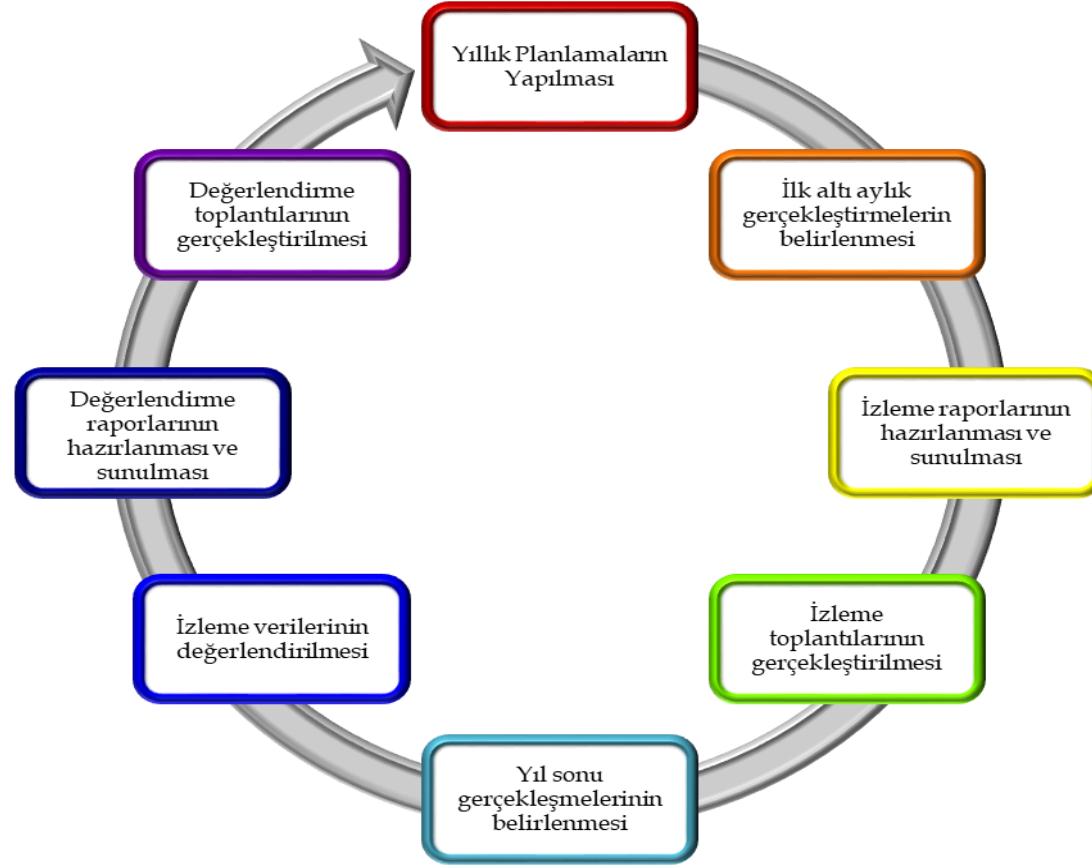 Yıllık Planlamaların
Yapılması
İlk altı aylık
gerçekleştirmelerin
belirlenmesi
İzleme raporlarının
hazırlanması ve
sunulması
İzleme
toplantılarının
gerçekleştirilmesi
Yıl sonu
gerçekleşmelerinin
belirlenmesi
İzleme verilerinin
değerlendirilmesi
Değerlendirme
raporlarının
hazırlanması ve
sunulması
Değerlendirme
toplantılarının
gerçekleştirilmesi